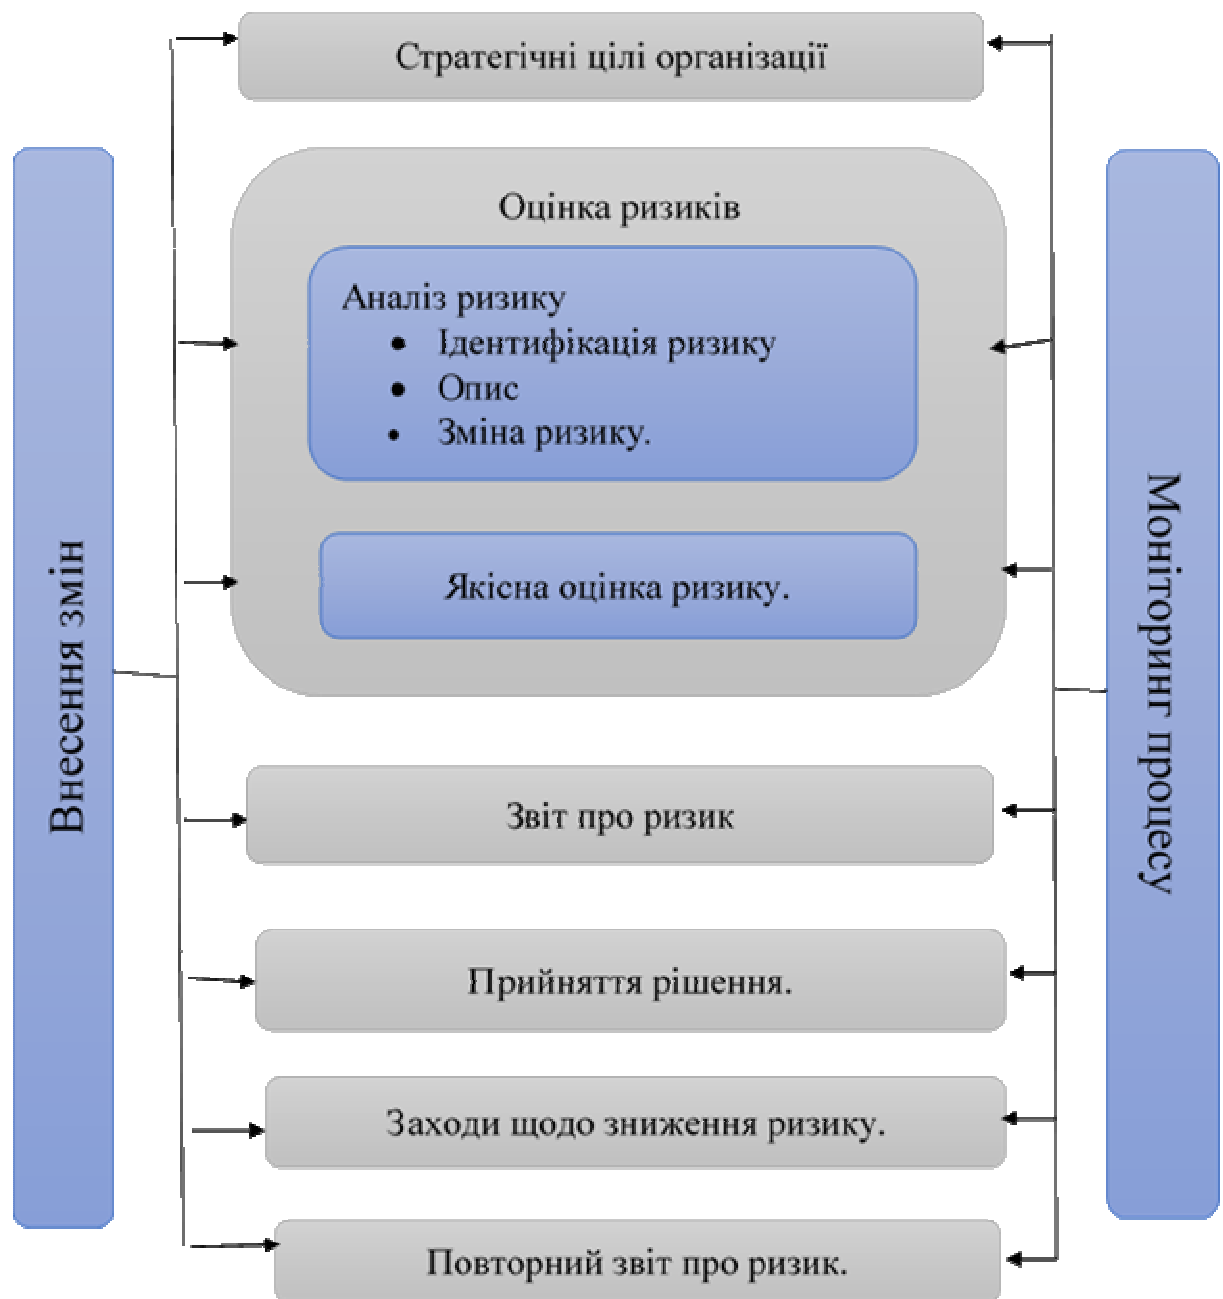 Стратегічні цілі організації
Оцінка ризиків
Аналіз ризику
• Ідентифікація ризику
• Опис
• Зміна ризику.
Якісна оцінка ризику.
Звіт про ризик
Прийняття рішення.
Заходи щодо зниження ризику.
Повторний звіт про ризик.
Внесення змін
Моніторинг процесу